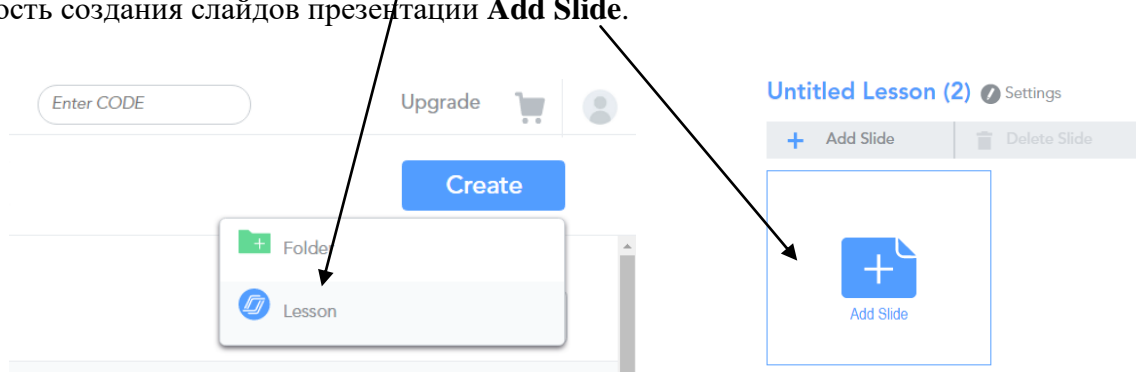 ость создания слайдов презентации Add Slide.
Enter CODE
Upgrade
Create
Folder
Lesson
Untitled Lesson (2) Settings
Add Slide Delete Slide
Add Slide